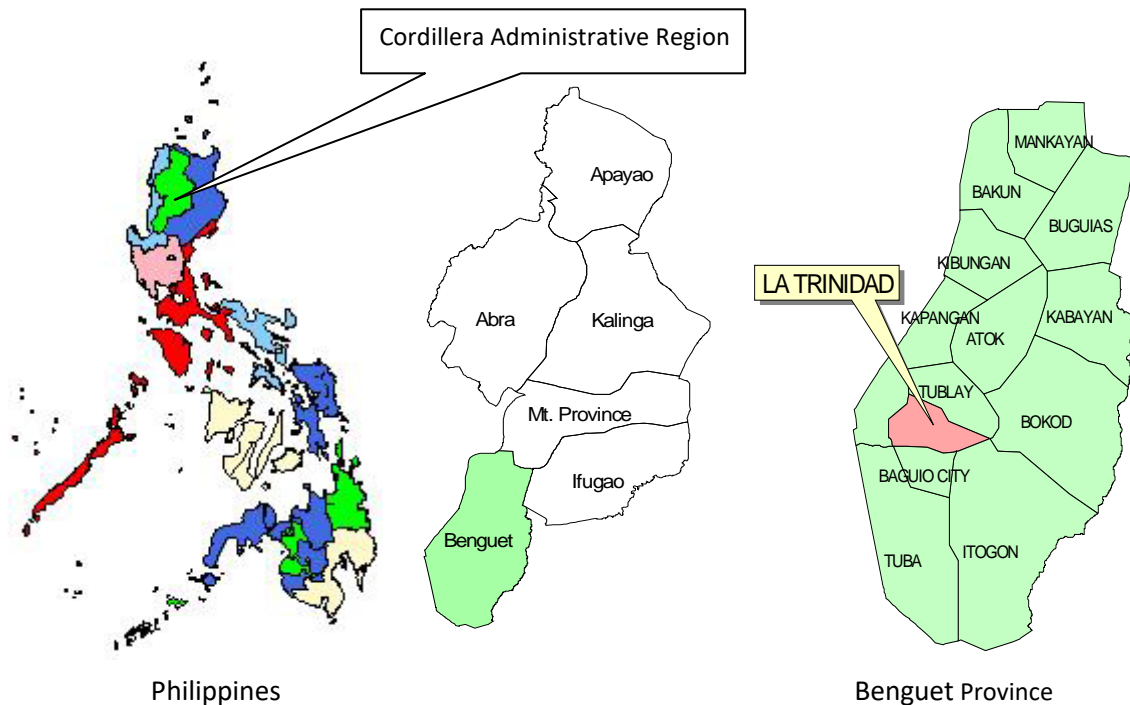 Cordillera Administrative Region
Apayao
Abra
Kalinga
Mt. Province
Ifugao
Benguet
MANKAYAN
BAKUN
BUGUIAS
KIBUNGAN
LA TRINIDAD
KAPANGAN
ATOK
KABAYAN
TUBLAY
BOKOD
BAGUIO CITY
TUBA
ITOGON
Philippines
Benguet Province